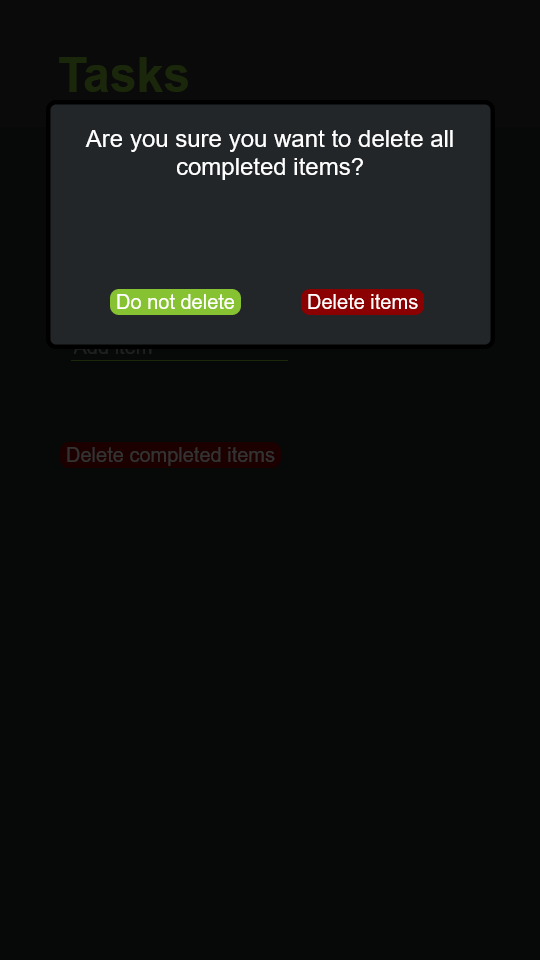 Tasks
Are you sure you want to delete all
completed items?
Do not delete
Delete items
Add item
Delete completed items